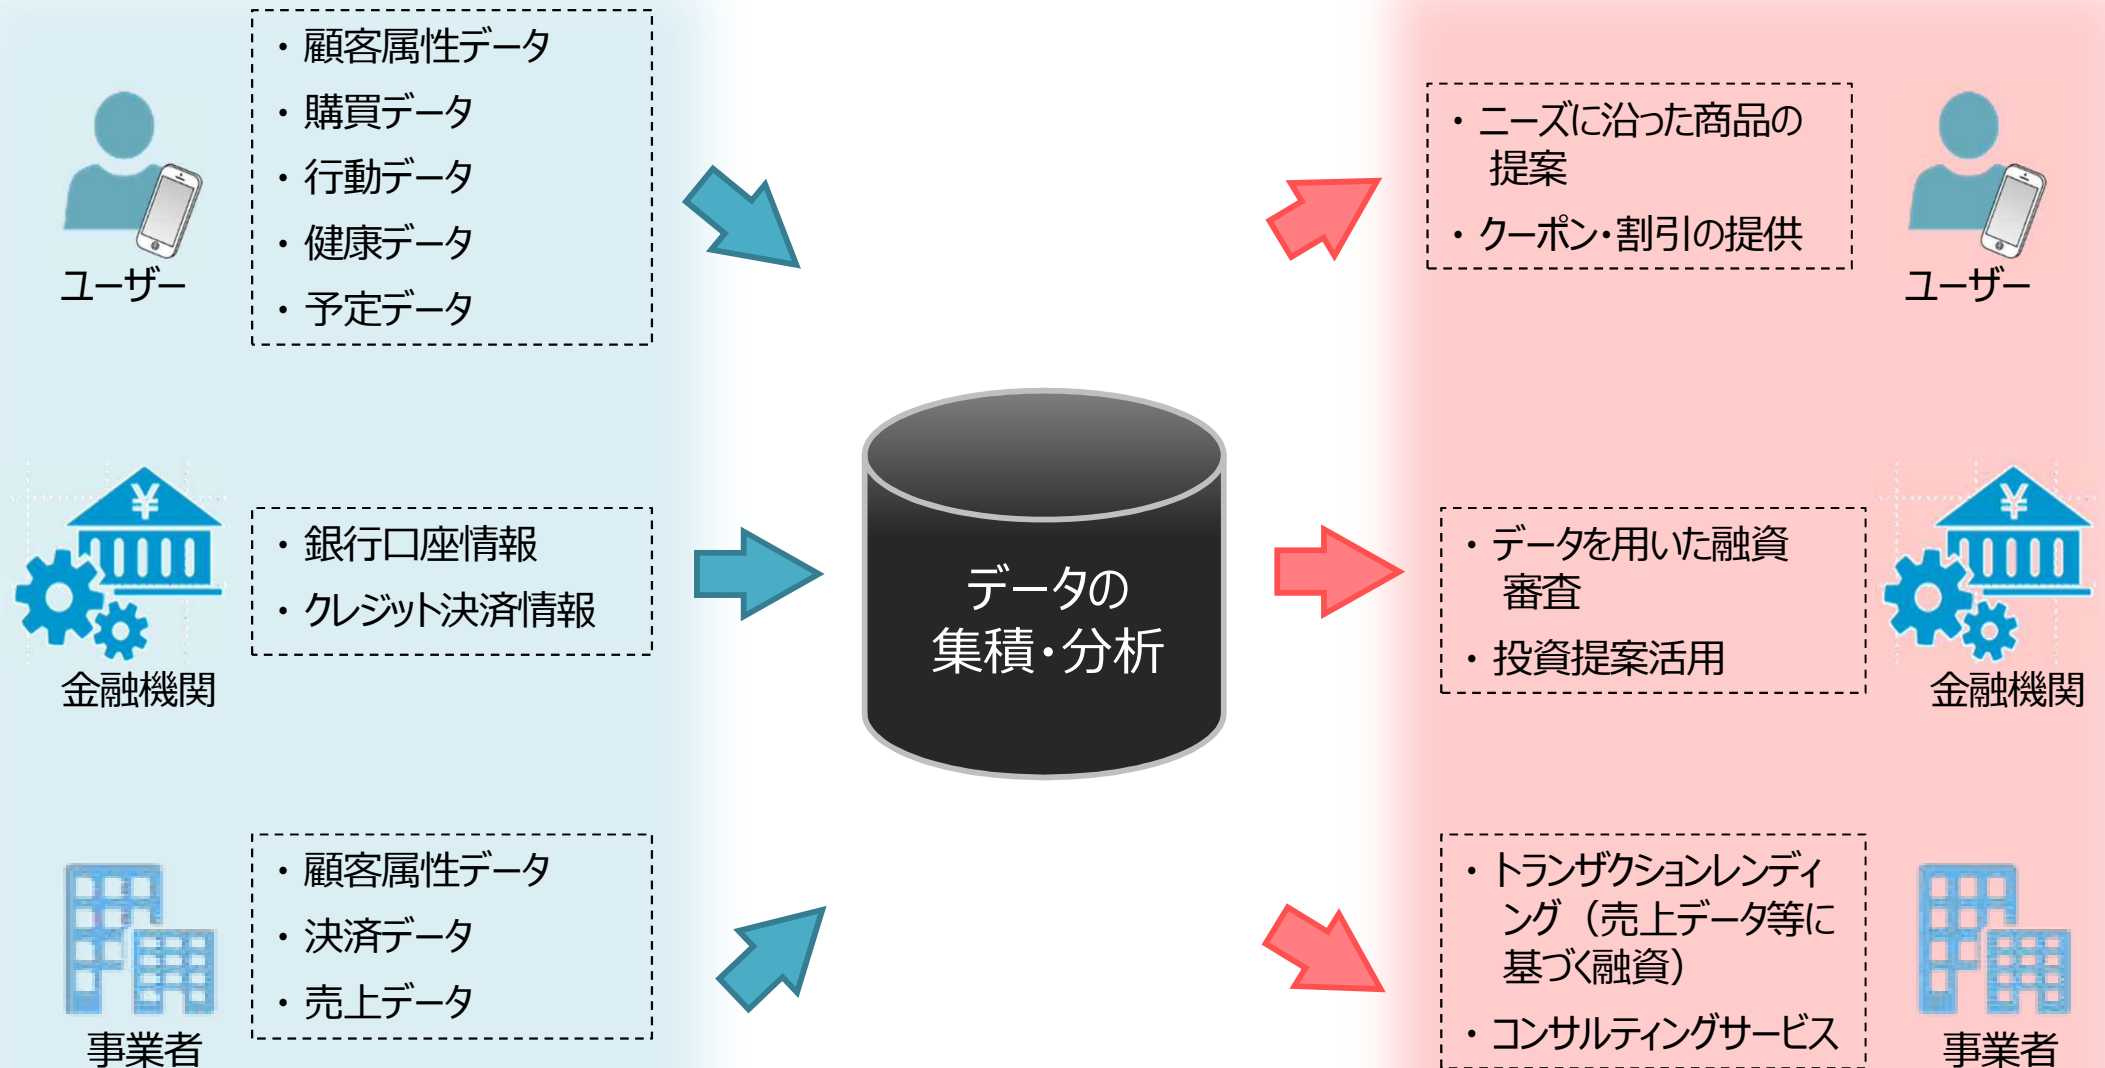 ・顧客属性データ
・購買データ
・行動データ
・健康データ
・予定データ
ユーザー
¥
・銀行口座情報
・クレジット決済情報
金融機関
・顧客属性データ
・決済データ
・売上データ
事業者
データの
集積・分析
・ニーズに沿った商品の
提案
・クーポン・割引の提供
ユーザー
・データを用いた融資
審査
・投資提案活用
¥
金融機関
・トランザクションレンディ
ング（売上データ等に
基づく融資）
・コンサルティングサービス
事業者